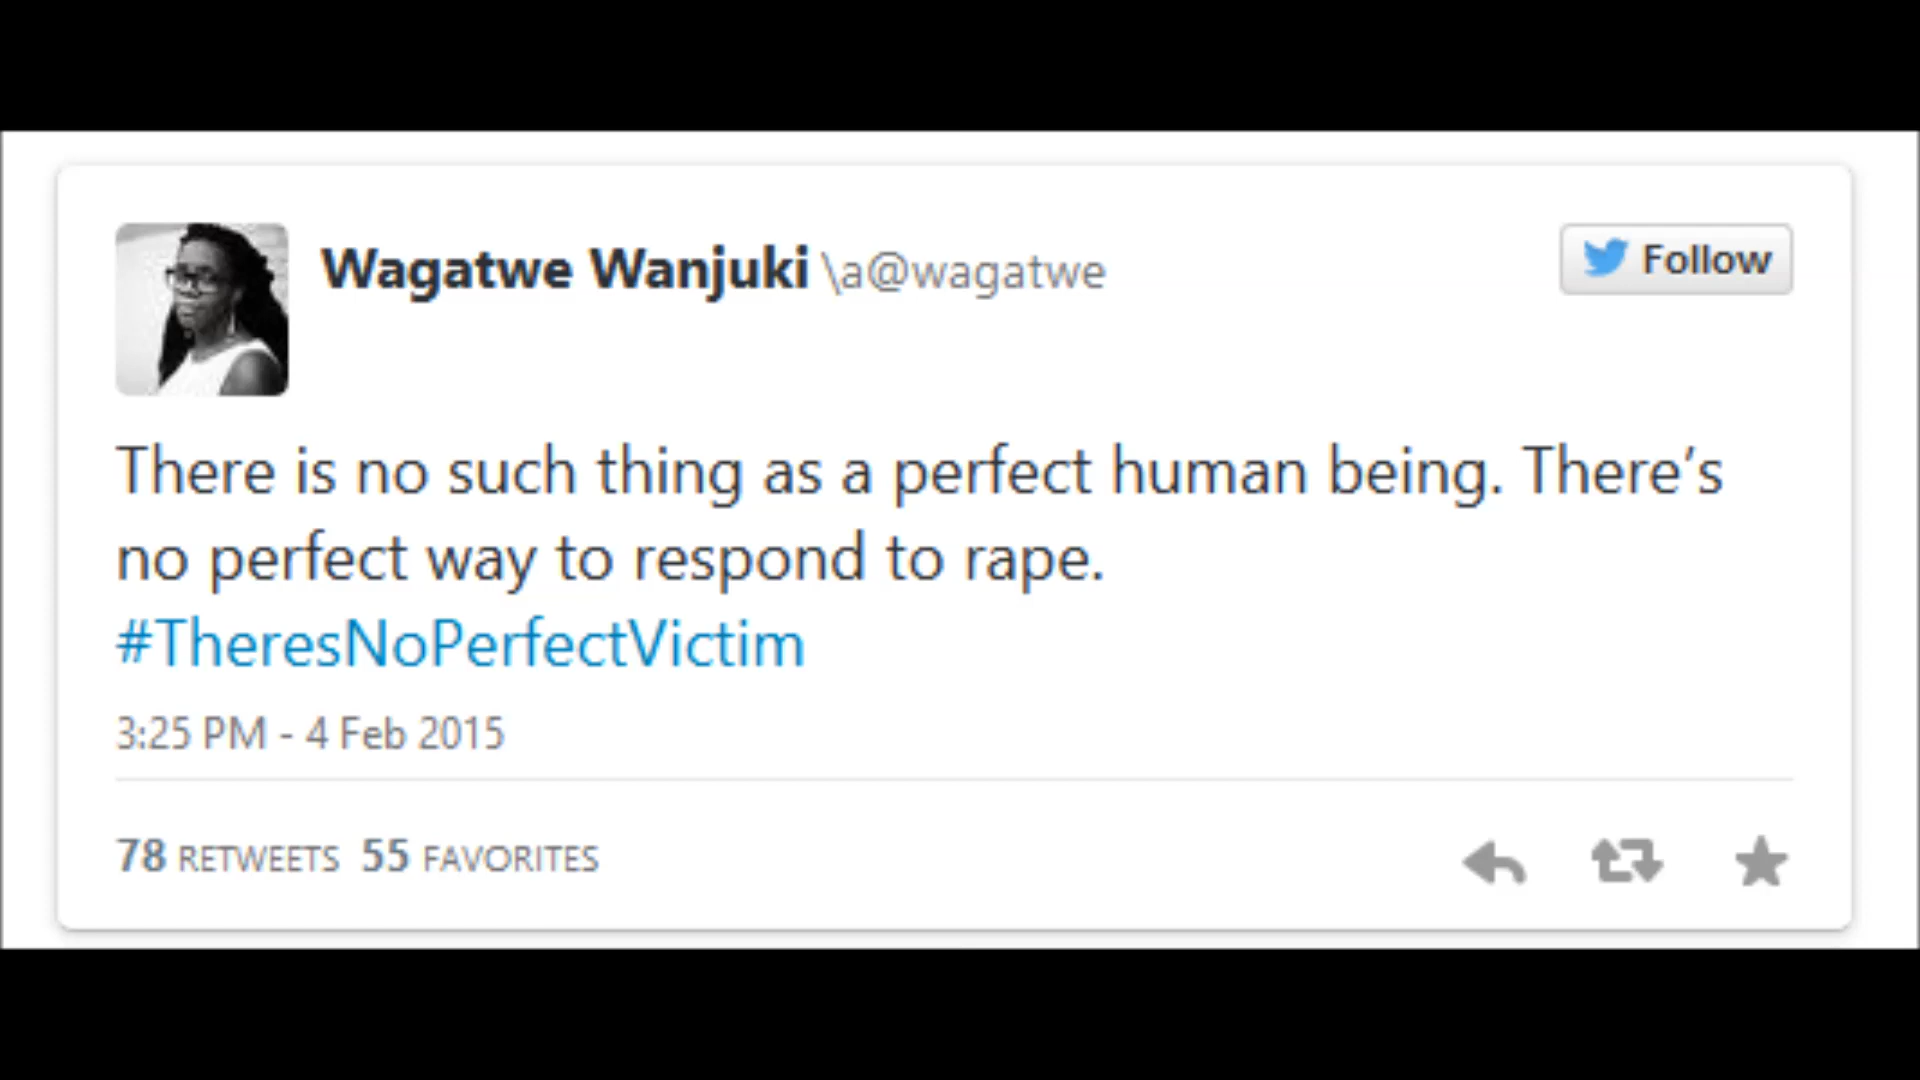 Wagatwe Wanjuki \a@wagatwe
Follow
There is no such thing as a perfect human being. There’s
no perfect way to respond to rape.
#TheresNoPerfectVictim
3:25 PM - 4 Feb 2015
78 RETWEETS 55 FAVORITES